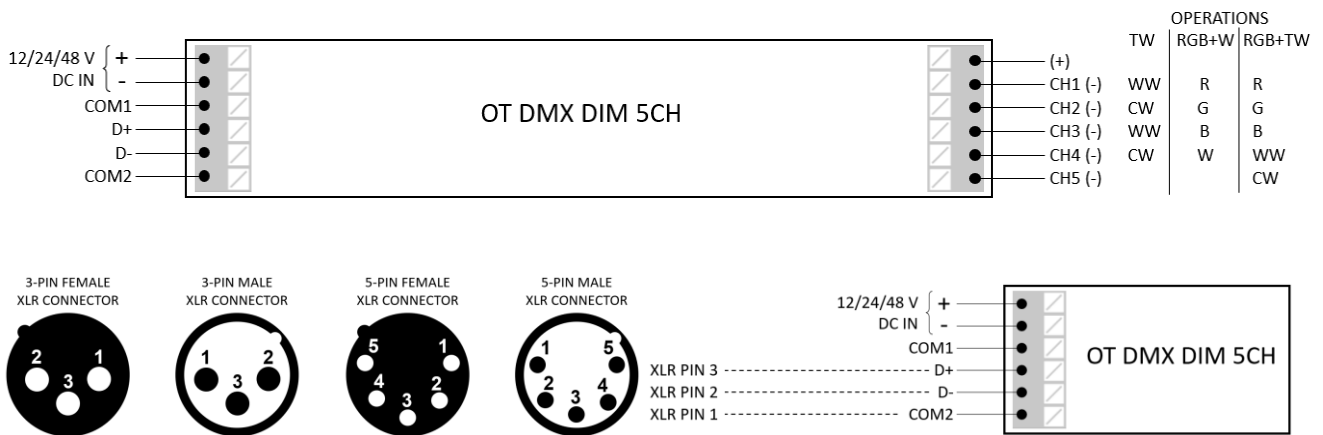 OPERATIONS
TW RGB+W RGB+TW
12/24/48 V + (+)
DC IN - CH1 (-) WW R R
COM1 OT DMX DIM 5CH CH2 (-) CW G G
D+ CH3 (-) WW B B
D- CH4 (-) CW W WW
COM2 CH5 (-) CW
3-PIN FEMALE
XLR CONNECTOR
2 1
3
3-PIN MALE
XLR CONNECTOR
1 2
3
5-PIN FEMALE
XLR CONNECTOR
5 1
4 2
3
5-PIN MALE
XLR CONNECTOR
1 5
2 4
3
12/24/48 V +
DC IN -
COM1 OT DMX DIM 5CH
XLR PIN 3 D+
XLR PIN 2 D-
XLR PIN 1 COM2